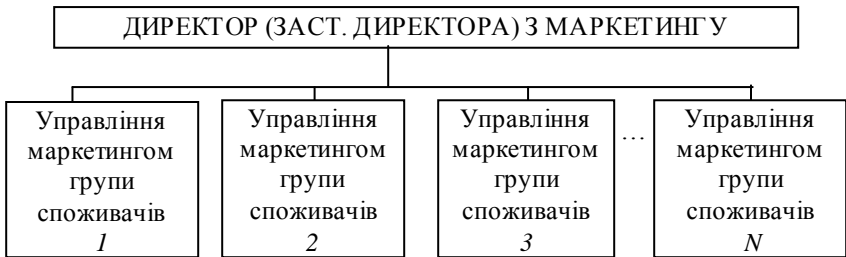 ДИРЕКТОР (ЗАСТ. ДИРЕКТОРА) З МАРКЕТИНГУ
Управління
маркетингом
групи
споживачів
1
Управління
маркетингом
групи
споживачів
2
Управління
маркетингом
групи
споживачів
3
…
Управління
маркетингом
групи
споживачів
N